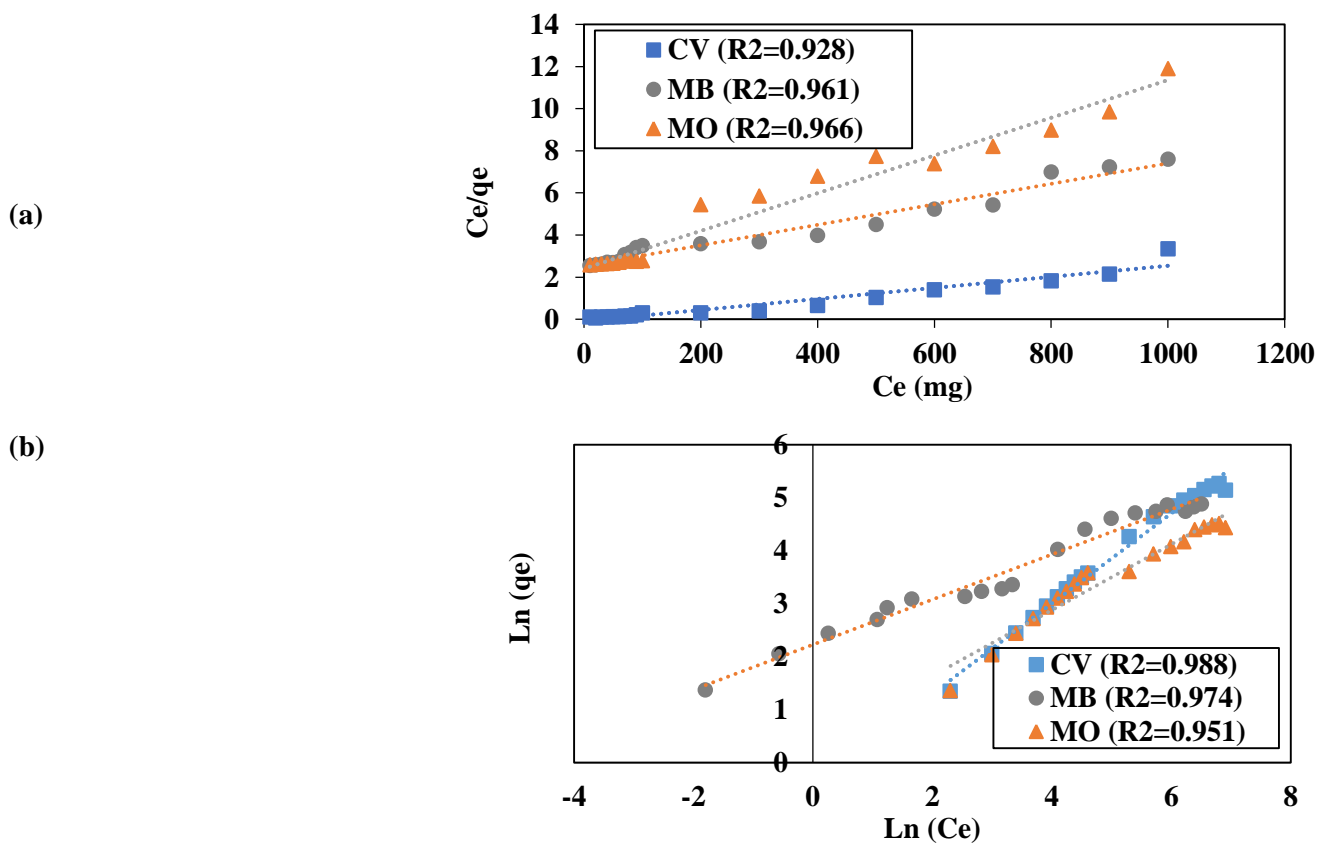 (a)
Ce/qe
14
12
10
8
6
4
2
0
CV (R2=0.928)
MB (R2=0.961)
MO (R2=0.966)
0 200 400 600 800 1000 1200
Ce (mg)
(b)
Ln (qe)
6
5
4
3
2
1
0
CV (R2=0.988)
MB (R2=0.974)
MO (R2=0.951)
-4 -2 0 2 4 6 8
Ln (Ce)